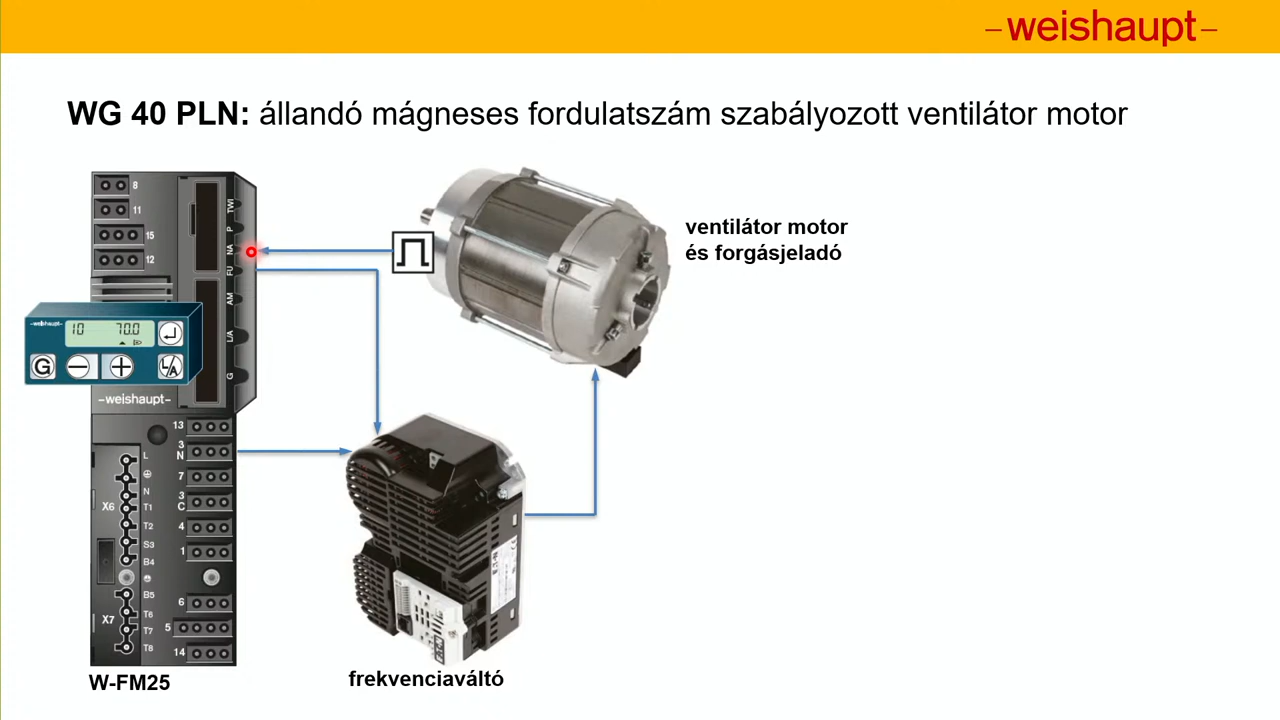 –weishaupt–
WG 40 PLN: állandó mágneses fordulatszám szabályozott ventilátor motor
8
11
15
12
TWI
P
NA
FU
AM
L/A
G
ventilátor motor
és forgásjeladó
–weishaupt–
10 70.0
G
L/A
–weishaupt–
13
3
N
7
3
C
4
1
6
5
14
L
N
X6
T1
T2
S3
B4
B5
X7
T6
T7
T8
W-FM25
frekvenciaváltó